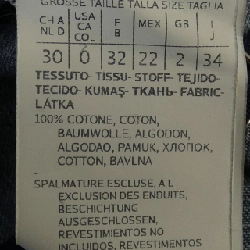 GROSSE TAILLE TALLA SIZE TAGLIA
CH A NL D USA CA CO. F B MEX GB I J
30 0 32 22 2 34
TESSUTO- TISSU- STOFF- TEJIDO-
TECIDO- KUMAŞ- ТКАНЬ- FABRIC-
LÁTKA
100% COTONE, COTON,
BAUMWOLLE, ALGODON,
ALGODAO, PAMUK, ХЛОПОК,
COTTON, BAVLNA
SPALMATURE ESCLUSE, A L
EXCLUSION DES ENDUITS,
BESCHICHTUNG
AUSGESCHLOSSEN,
REVESTIMENTOS NO
INCLUIDOS, REVESTIMENTOS